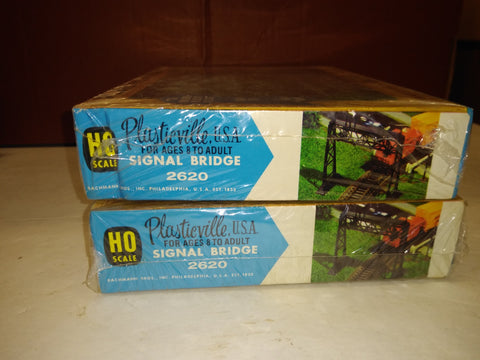 HO
SCALE
Plasticville, U.S.A.
FOR AGES 8 TO ADULT
SIGNAL BRIDGE
2620
BACHMANN BROS., INC. PHILADELPHIA, U.S.A. EST. 1833
HO
SCALE
Plasticville, U.S.A.
FOR AGES 8 TO ADULT
SIGNAL BRIDGE
2620
BACHMANN BROS., INC. PHILADELPHIA, U.S.A. EST. 1833